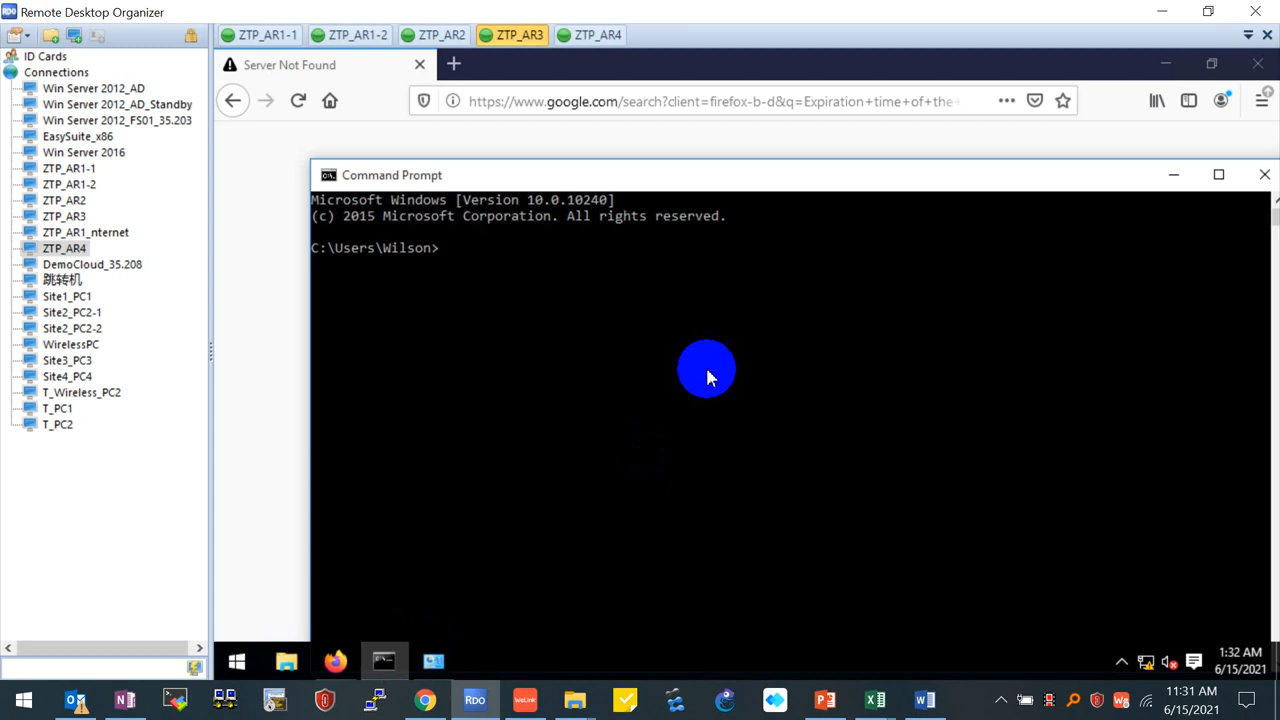 Remote Desktop Organizer
RDO
ZTP_AR1-1
ZTP_AR1-2
ZTP_AR2
ZTP_AR3
ZTP_AR4
ID Cards
Connections
Win Server 2012_AD
Win Server 2012_AD_Standby
Win Server 2012_FS01_35.203
EasySuite_x86
Win Server 2016
ZTP_AR1-1
ZTP_AR1-2
ZTP_AR2
ZTP_AR3
ZTP_AR1_nternet
ZTP_AR4
DemoCloud_35.208
跳转机
Site1_PC1
Site2_PC2-1
Site2_PC2-2
WirelessPC
Site3_PC3
Site4_PC4
T_Wireless_PC2
T_PC1
T_PC2
Server Not Found
https://www.google.com/search?client=firefox-b-d&q=Expiration+time+of+the+
Command Prompt
Microsoft Windows [Version 10.0.10240]
(c) 2015 Microsoft Corporation. All rights reserved.
C:\Users\Wilson>
1:32 AM
6/15/2021
RDO
weLink
11:31 AM
6/15/2021